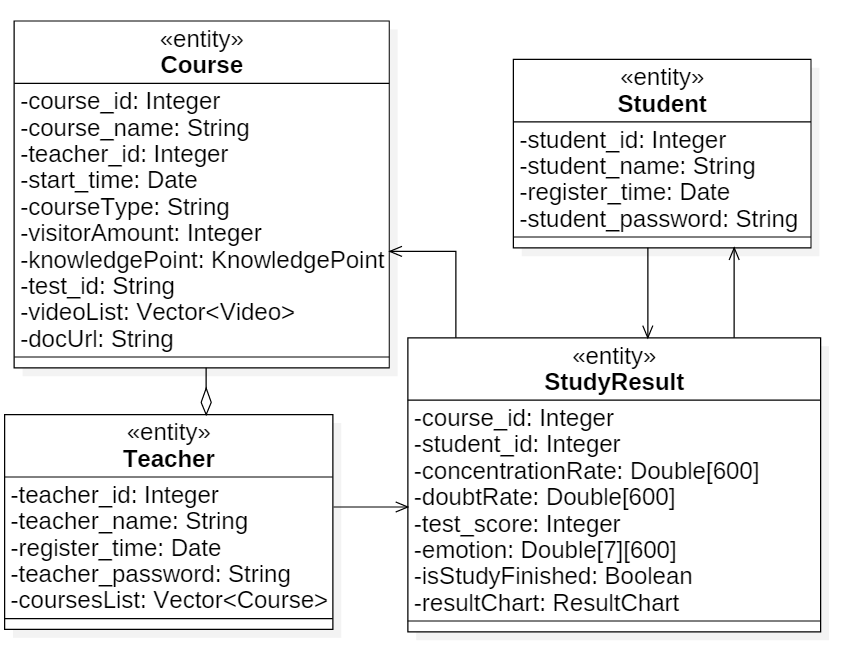 «entity»
Course
-course_id: Integer
-course_name: String
-teacher_id: Integer
-start_time: Date
-courseType: String
-visitorAmount: Integer
-knowledgePoint: KnowledgePoint
-test_id: String
-videoList: Vector<Video>
-docUrl: String
«entity»
Student
-student_id: Integer
-student_name: String
-register_time: Date
-student_password: String
«entity»
Teacher
-teacher_id: Integer
-teacher_name: String
-register_time: Date
-teacher_password: String
-coursesList: Vector<Course>
«entity»
StudyResult
-course_id: Integer
-student_id: Integer
-concentrationRate: Double[600]
-doubtRate: Double[600]
-test_score: Integer
-emotion: Double[7][600]
-isStudyFinished: Boolean
-resultChart: ResultChart